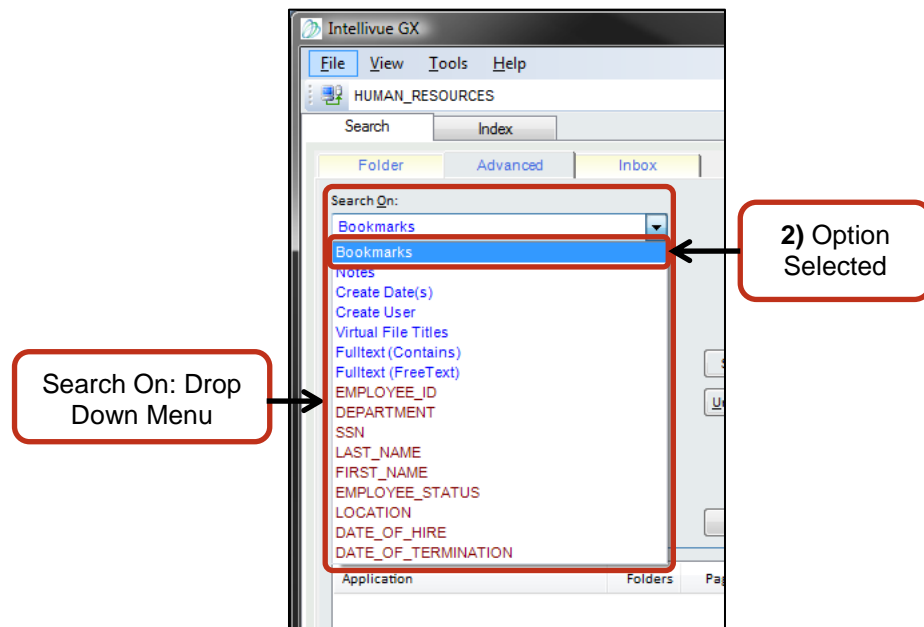 Intellivue GX
File View Tools Help
HUMAN_RESOURCES
Search Index
Folder Advanced Inbox
Search On:
Bookmarks
Bookmarks
Notes
Create Date(s)
Create User
Virtual File Titles
Fulltext (Contains)
Fulltext (FreeText)
EMPLOYEE_ID
DEPARTMENT
SSN
LAST_NAME
FIRST_NAME
EMPLOYEE_STATUS
LOCATION
DATE_OF_HIRE
DATE_OF_TERMINATION
Application Folders
2) Option
Selected
Search On: Drop
Down Menu